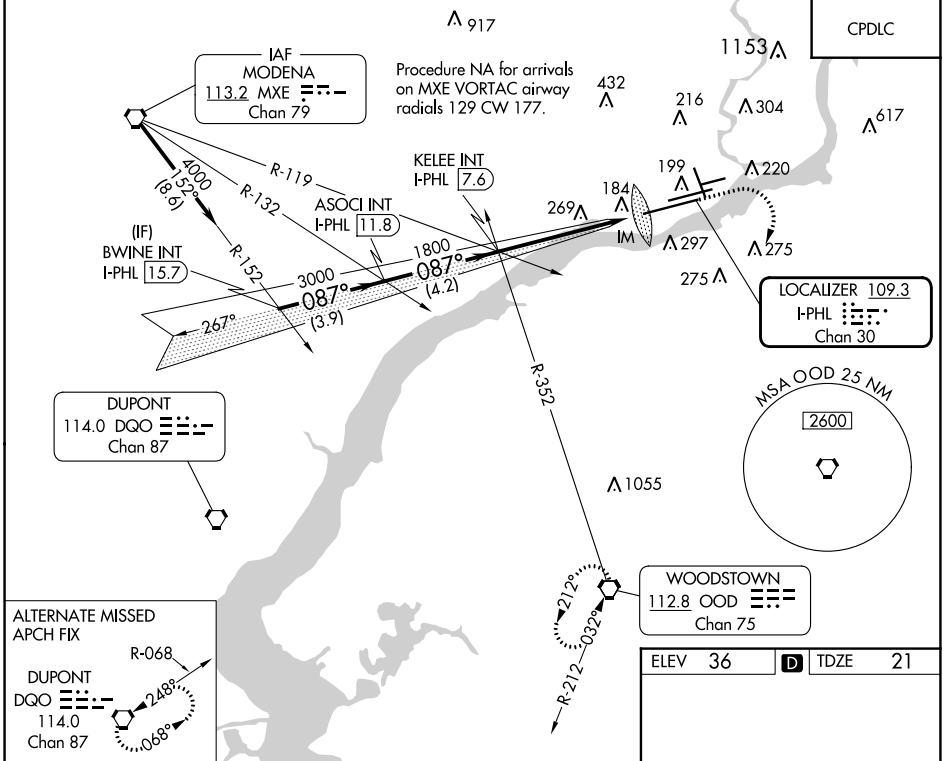 CPDLC
917
1153
IAF
MODENA
113.2 MXE
Chan 79
Procedure NA for arrivals
on MXE VORTAC airway
radials 129 CW 177.
432
216
304
617
R-119
KELEE INT
I-PHL 7.6
4000
152°
(8.6)
R-132
199
220
184
ASOCI INT
I-PHL 11.8
269
IM
297
275
275
(IF)
BWINE INT
I-PHL 15.7
R-152
3000
1800
087°
087°
(3.9)
(4.2)
267°
LOCALIZER 109.3
I-PHL
Chan 30
R-352
MSA OOD 25 NM
2600
DUPONT
114.0 DQO
Chan 87
1055
WOODSTOWN
112.8 OOD
Chan 75
212°
032°
R-212
ALTERNATE MISSED
APCH FIX
R-068
DUPONT
DQO
114.0
Chan 87
248°
068°
ELEV 36 D TDZE 21